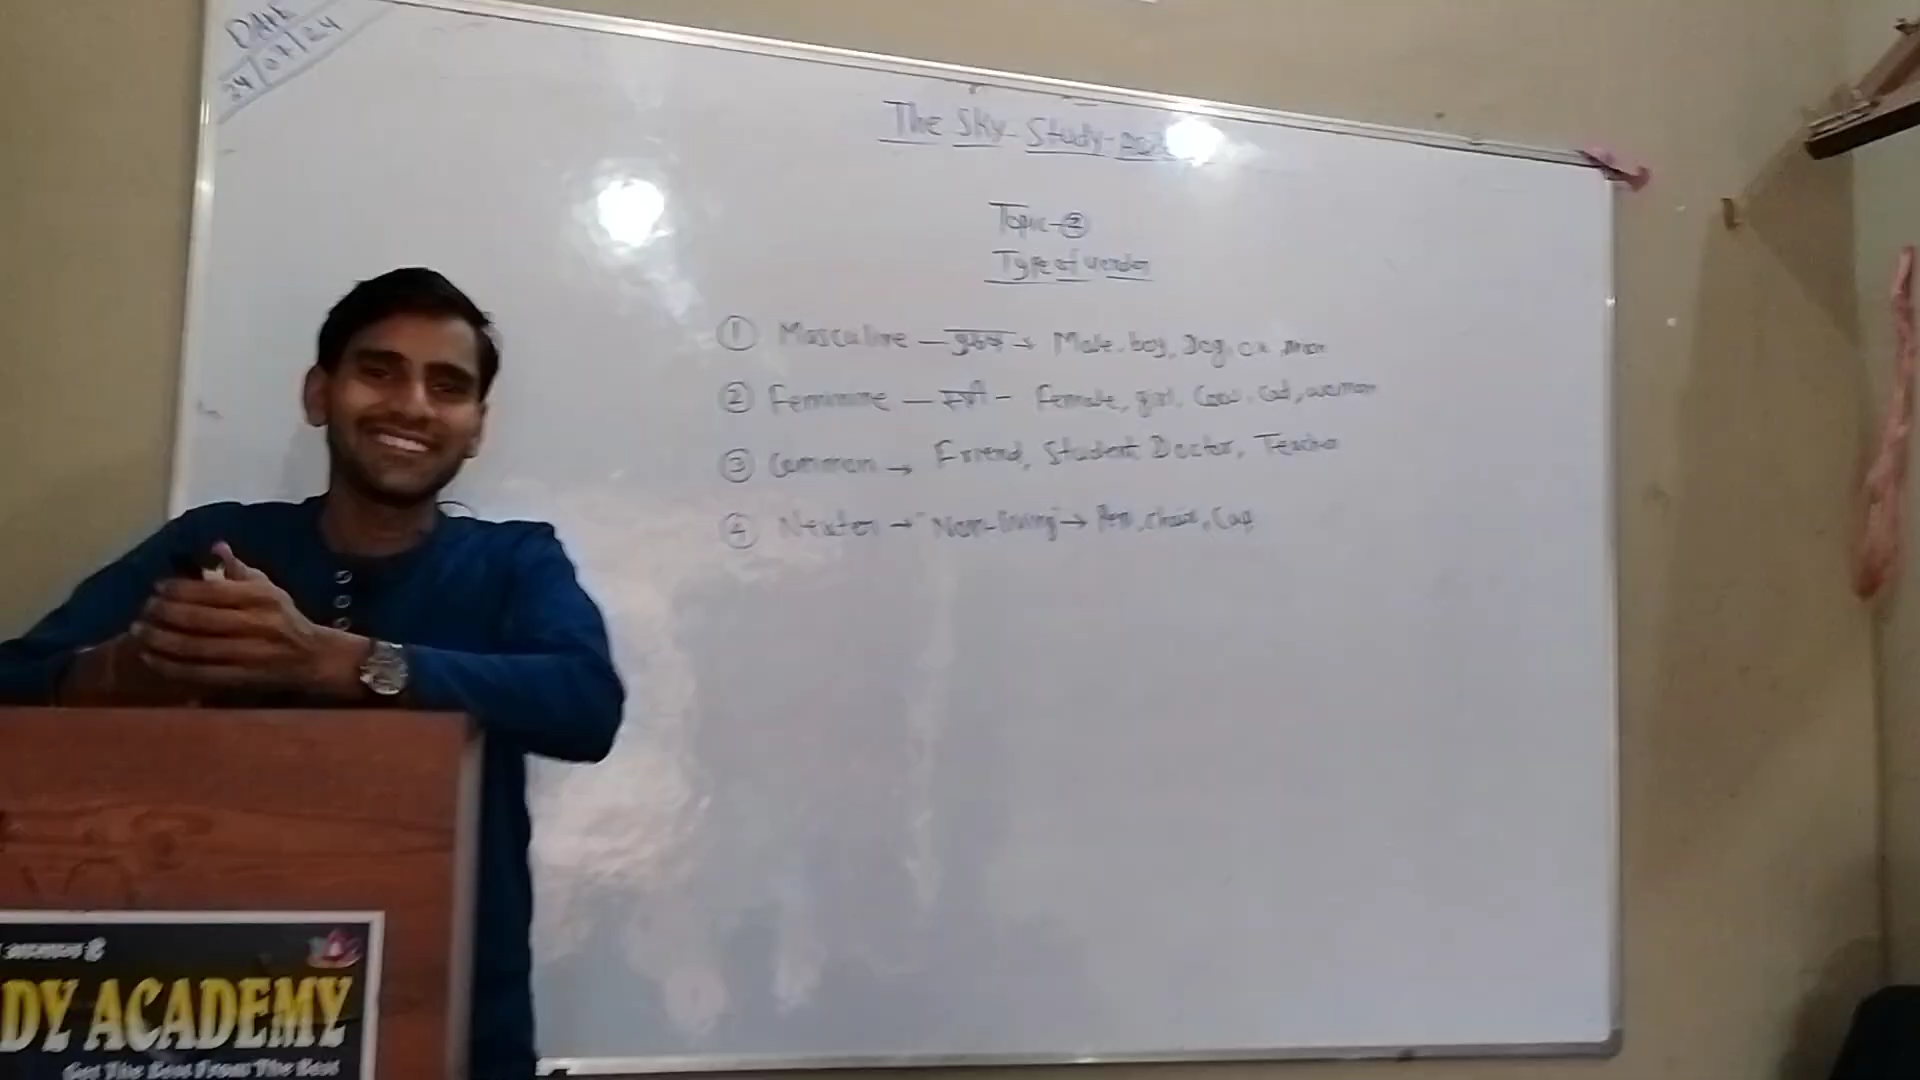 DATE
24/07/24
The Sky Study
Topic-②
Type of Gender
① Masculine — पुरुष → Male, boy, Dog, ox, man
② Feminine — स्त्री – Female, girl, Cow, Cat, woman
③ Common → Friend, Student, Doctor, Teacher
④ Neuter → "Non-living" → Pen, chair, Cap
है
DY ACADEMY
Get The Best From The Best